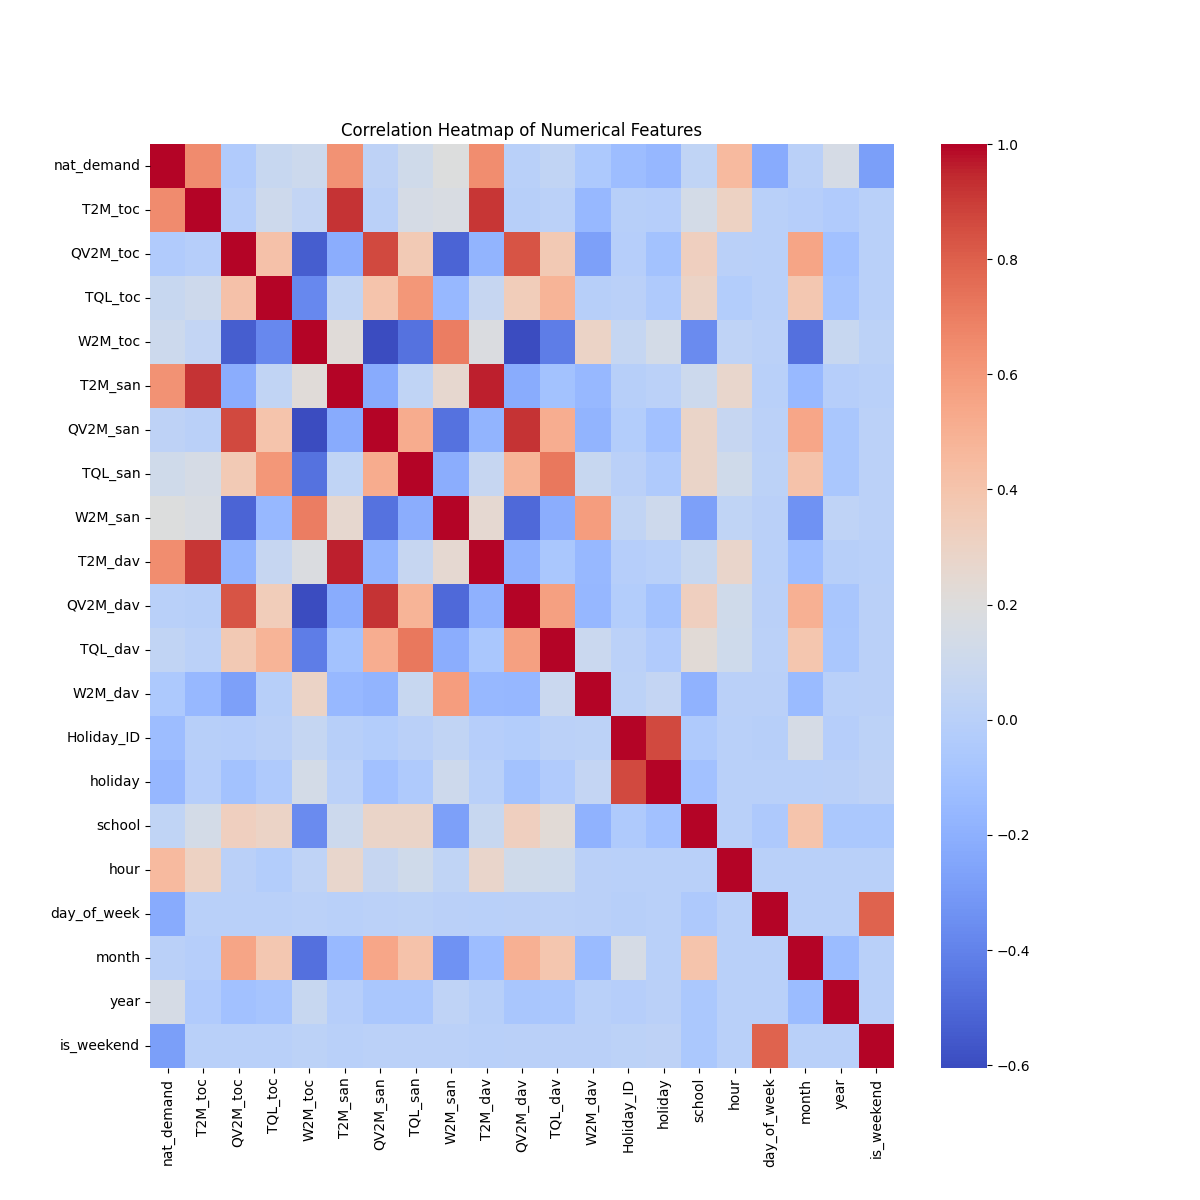 Correlation Heatmap of Numerical Features
nat_demand
T2M_toc
QV2M_toc
TQL_toc
W2M_toc
T2M_san
QV2M_san
TQL_san
W2M_san
T2M_dav
QV2M_dav
TQL_dav
W2M_dav
Holiday_ID
holiday
school
hour
day_of_week
month
year
is_weekend
nat_demand
T2M_toc
QV2M_toc
TQL_toc
W2M_toc
T2M_san
QV2M_san
TQL_san
W2M_san
T2M_dav
QV2M_dav
TQL_dav
W2M_dav
Holiday_ID
holiday
school
hour
day_of_week
month
year
is_weekend
1.0
0.8
0.6
0.4
0.2
0.0
−0.2
−0.4
−0.6